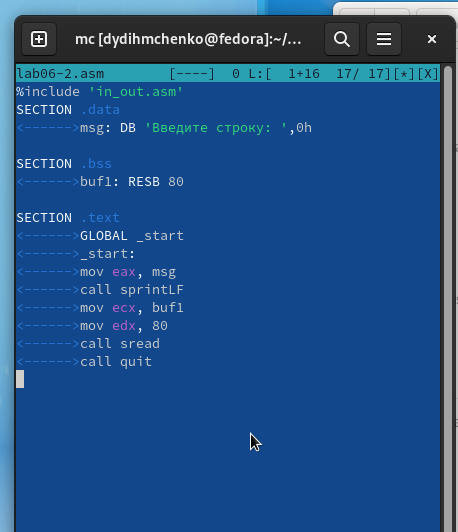 mc [dydihmchenko@fedora]:~/...
lab06-2.asm [----] 0 L:[ 1+16 17/ 17][*][X]
%include 'in_out.asm'
SECTION .data
<------>msg: DB 'Введите строку: ',0h
SECTION .bss
<------>buf1: RESB 80
SECTION .text
<------>GLOBAL _start
<------>_start:
<------>mov eax, msg
<------>call sprintLF
<------>mov ecx, buf1
<------>mov edx, 80
<------>call sread
<------>call quit